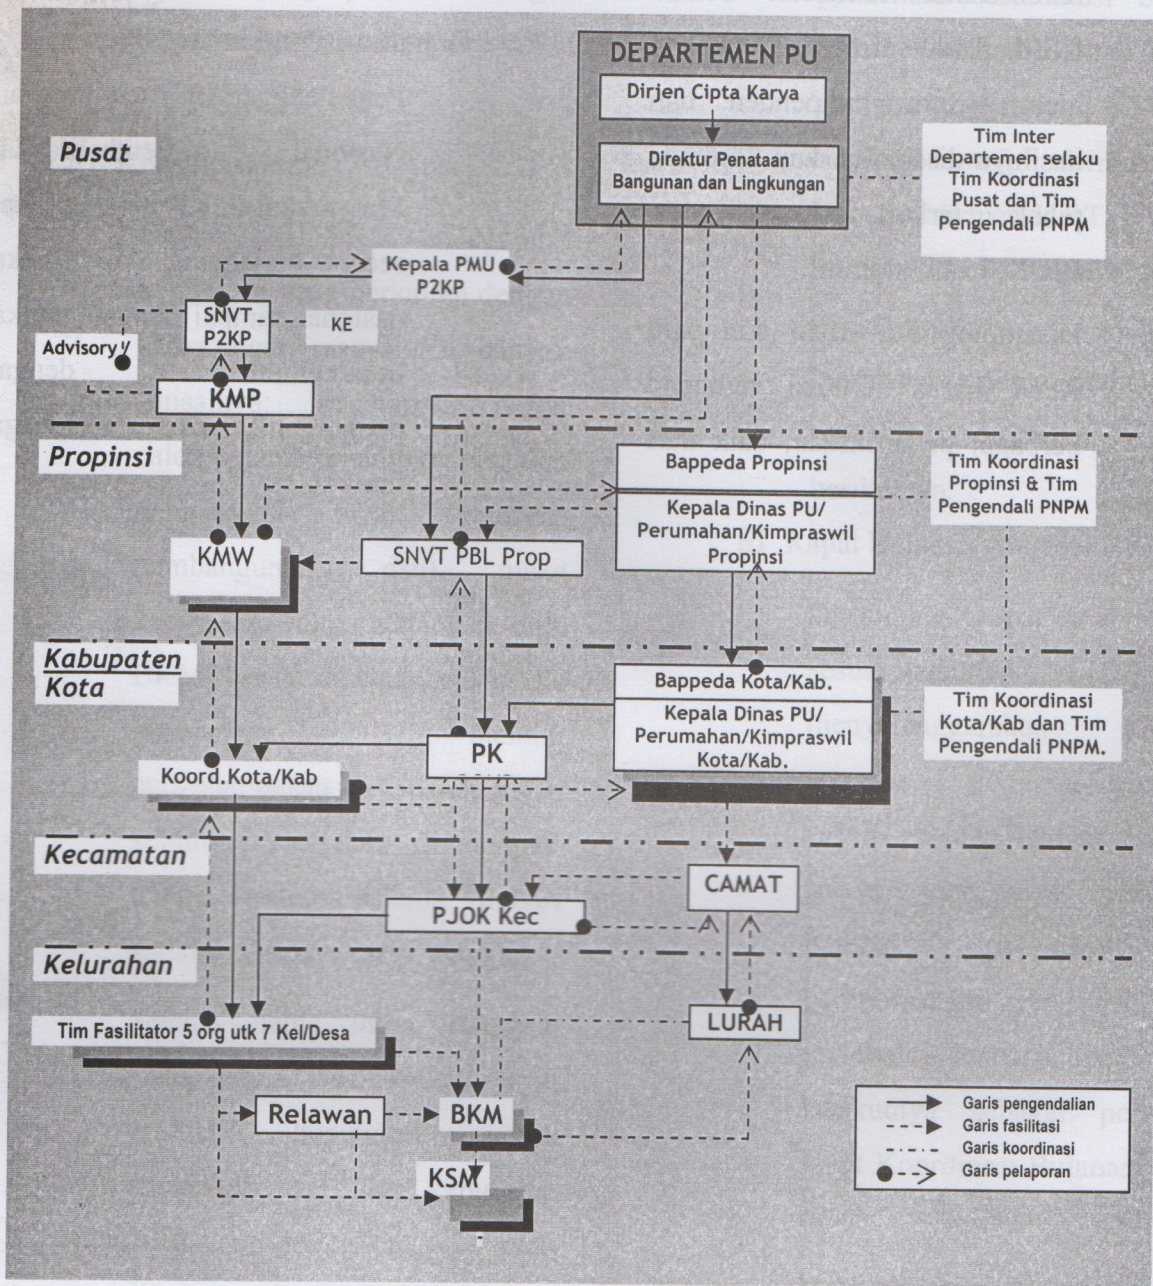 DEPARTEMEN PU
Dirjen Cipta Karya
Pusat
Direktur Penataan
Bangunan dan Lingkungan
Tim Inter
Departemen selaku
Tim Koordinasi
Pusat dan Tim
Pengendali PNPM
Kepala PMU
P2KP
SNVT
P2KP
KE
Advisory /
KMP
Propinsi
Bappeda Propinsi
Kepala Dinas PU/
Perumahan/Kimpraswil
Propinsi
Tim Koordinasi
Propinsi & Tim
Pengendali PNPM
KMW
SNVT PBL Prop
Kabupaten
Kota
Bappeda Kota/Kab.
Kepala Dinas PU/
Perumahan/Kimpraswil
Kota/Kab.
Tim Koordinasi
Kota/Kab dan Tim
Pengendali PNPM.
PK
Koord.Kota/Kab
Kecamatan
CAMAT
PJOK Kec
Kelurahan
Tim Fasilitator 5 org utk 7 Kel/Desa
LURAH
Relawan
BKM
KSM
Garis pengendalian
Garis fasilitasi
Garis koordinasi
Garis pelaporan